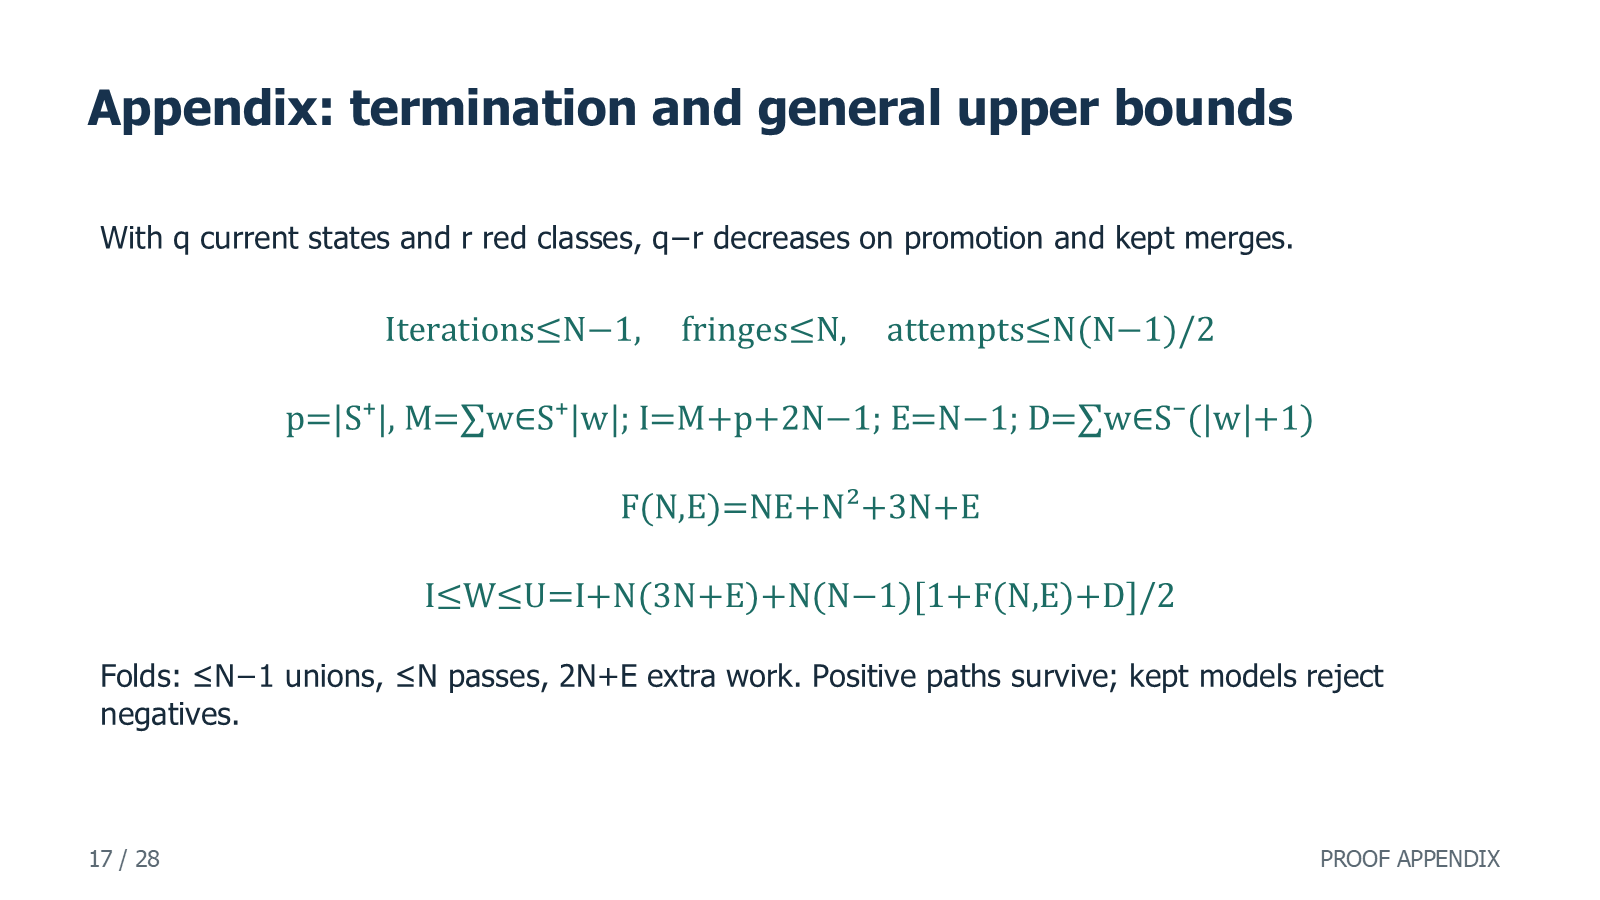 Appendix: termination and general upper bounds
With q current states and r red classes, q−r decreases on promotion and kept merges.
Iterations≤N−1, fringes≤N, attempts≤N(N−1)/2
p=|S⁺|, M=∑w∈S⁺|w|; I=M+p+2N−1; E=N−1; D=∑w∈S⁻(|w|+1)
F(N,E)=NE+N²+3N+E
I≤W≤U=I+N(3N+E)+N(N−1)[1+F(N,E)+D]/2
Folds: ≤N−1 unions, ≤N passes, 2N+E extra work. Positive paths survive; kept models reject
negatives.
17 / 28
PROOF APPENDIX